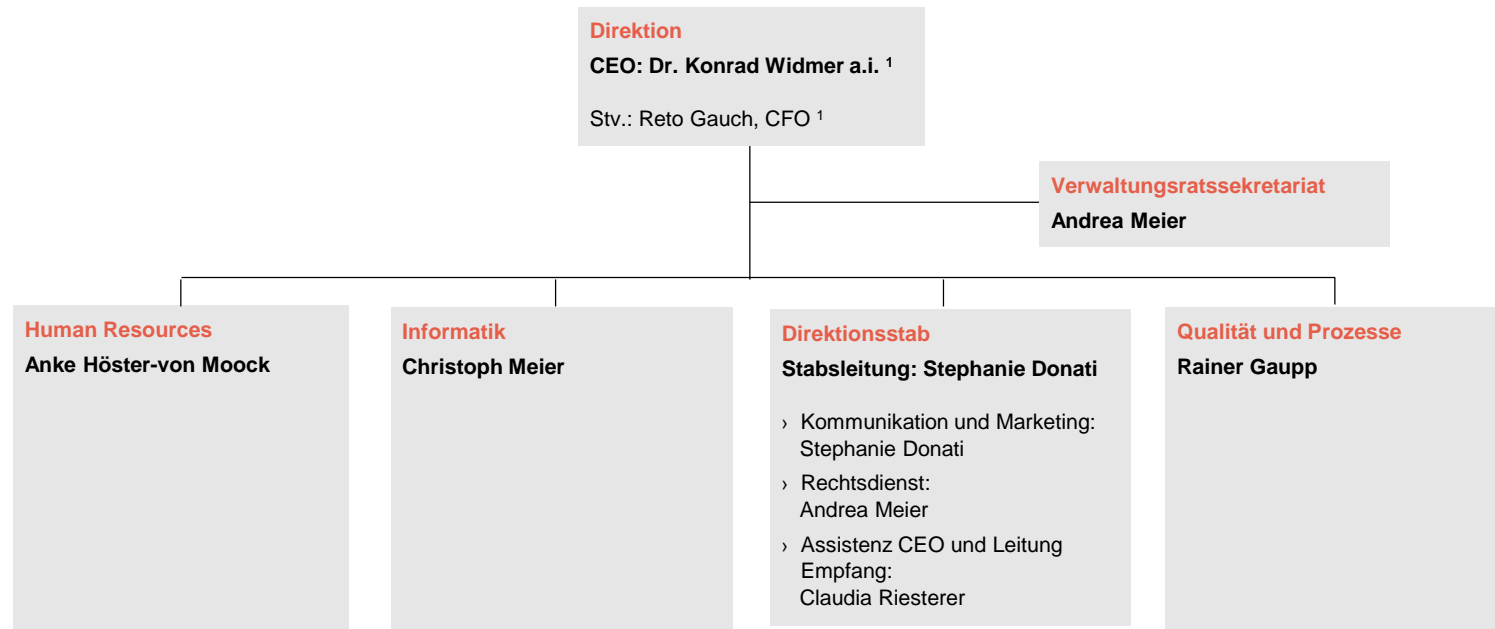 Direktion
CEO: Dr. Konrad Widmer a.i. ¹
Stv.: Reto Gauch, CFO ¹
Verwaltungsratssekretariat
Andrea Meier
Human Resources
Anke Höster-von Moock
Informatik
Christoph Meier
Direktionsstab
Stabsleitung: Stephanie Donati
› Kommunikation und Marketing:
Stephanie Donati
› Rechtsdienst:
Andrea Meier
› Assistenz CEO und Leitung
Empfang:
Claudia Riesterer
Qualität und Prozesse
Rainer Gaupp